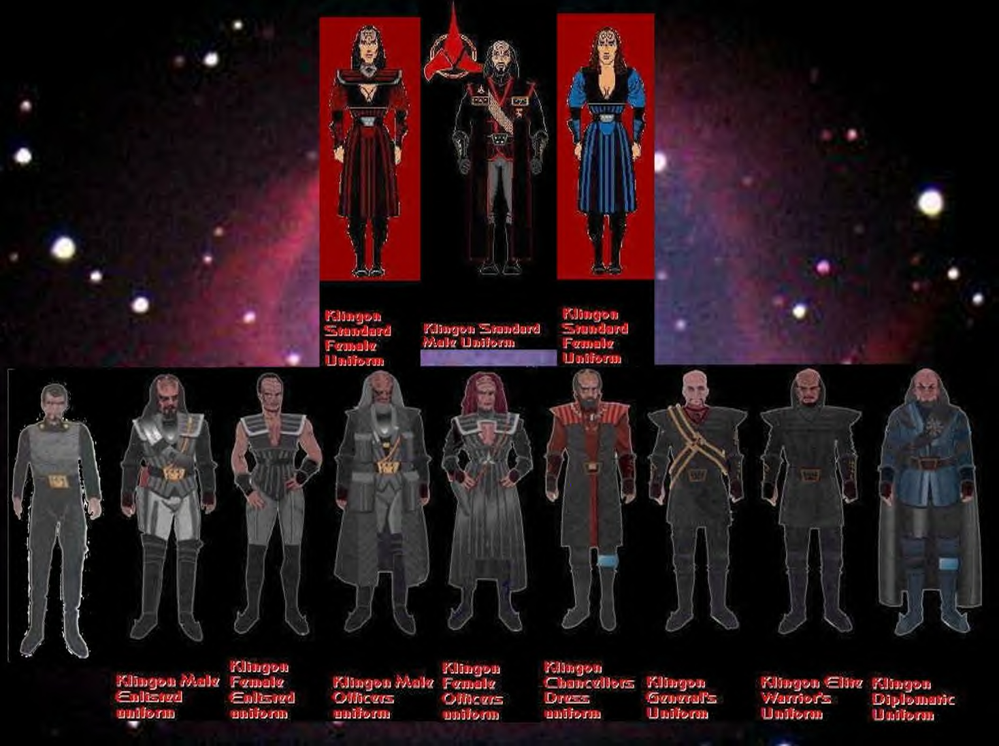 Klingon
Standard
Female
Uniform
Klingon Standard
Male Uniform
Klingon
Standard
Female
Uniform
Klingon Male
Enlisted
uniform
Klingon
Female
Enlisted
uniform
Klingon Male
Officers
uniform
Klingon
Female
Officers
uniform
Klingon
Chancellors
Dress
uniform
Klingon
General's
Uniform
Klingon Elite
Warrior's
Uniform
Klingon
Diplomatic
Uniform